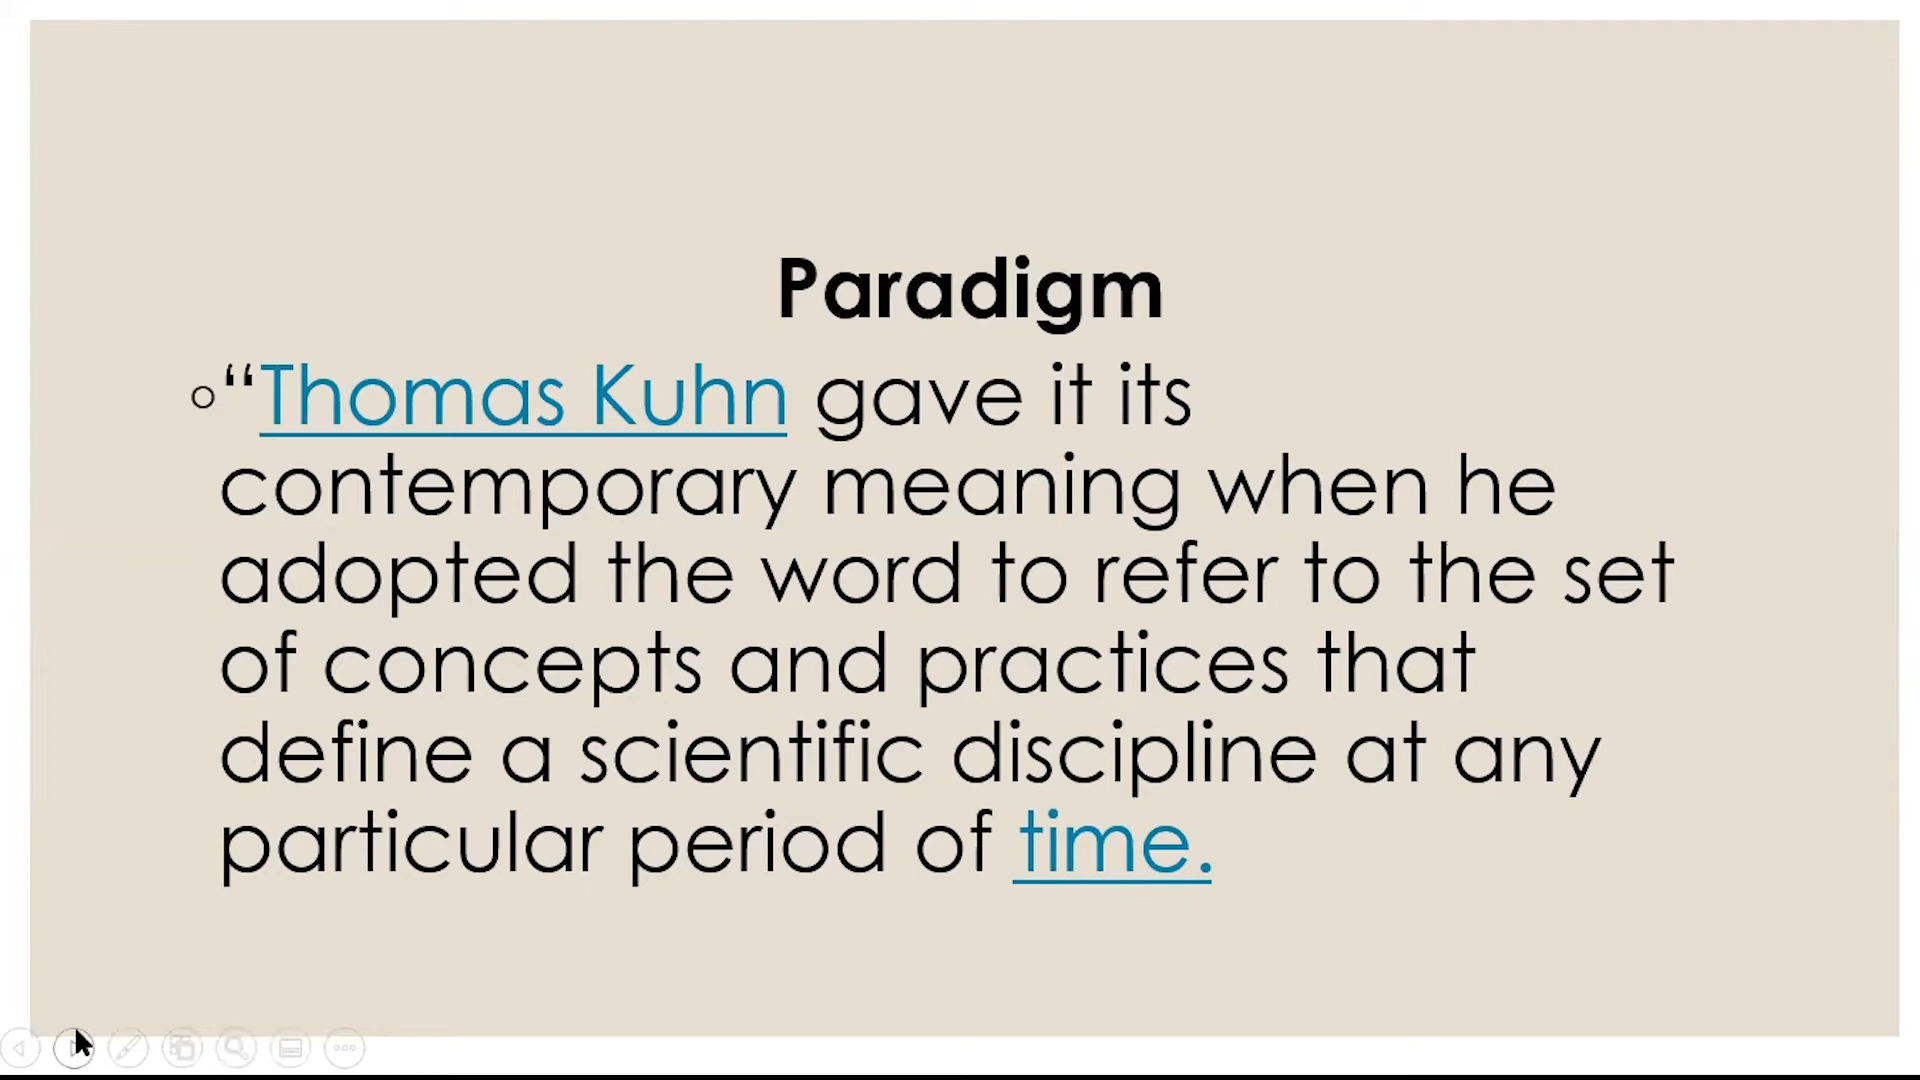 Paradigm
◦“Thomas Kuhn gave it its
contemporary meaning when he
adopted the word to refer to the set
of concepts and practices that
define a scientific discipline at any
particular period of time.